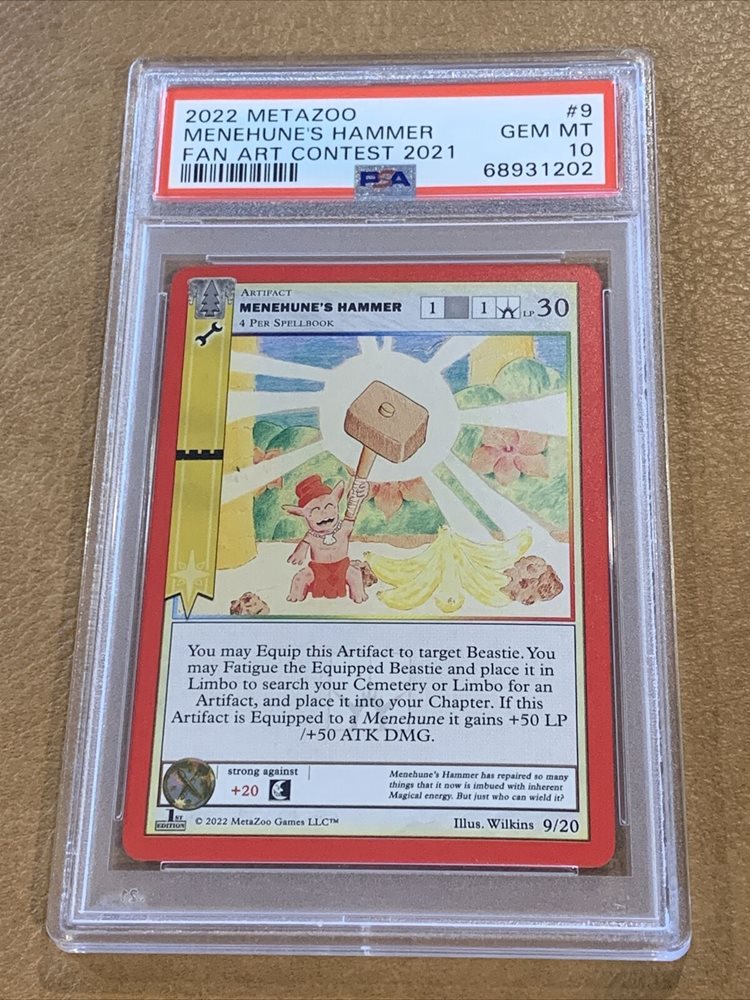 2022 METAZOO #9
MENEHUNE'S HAMMER GEM MT
FAN ART CONTEST 2021 10
PSA 68931202
ARTIFACT
MENEHUNE'S HAMMER 1 1 LP 30
4 PER SPELLBOOK
You may Equip this Artifact to target Beastie. You
may Fatigue the Equipped Beastie and place it in
Limbo to search your Cemetery or Limbo for an
Artifact, and place it into your Chapter. If this
Artifact is Equipped to a Menehune it gains +50 LP
/+50 ATK DMG.
strong against
+20
Menehune's Hammer has repaired so many
things that it now is imbued with inherent
Magical energy. But just who can wield it?
1ST
EDITION © 2022 MetaZoo Games LLC™ Illus. Wilkins 9/20